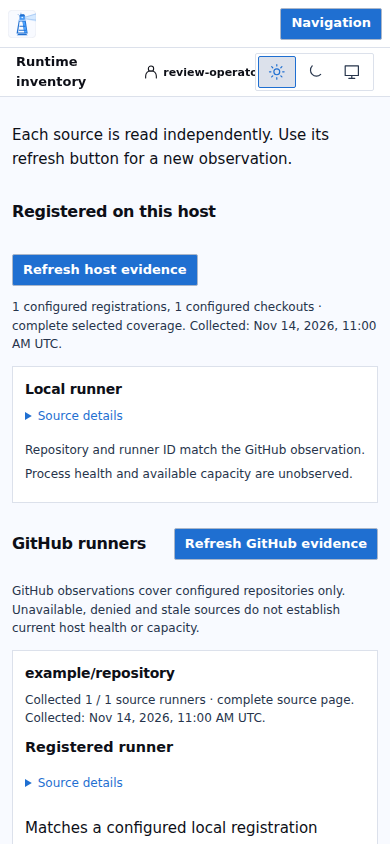 Navigation
Runtime
inventory
review-operato
Each source is read independently. Use its
refresh button for a new observation.
Registered on this host
Refresh host evidence
1 configured registrations, 1 configured checkouts ·
complete selected coverage. Collected: Nov 14, 2026, 11:00
AM UTC.
Local runner
Source details
Repository and runner ID match the GitHub observation.
Process health and available capacity are unobserved.
GitHub runners
Refresh GitHub evidence
GitHub observations cover configured repositories only.
Unavailable, denied and stale sources do not establish
current host health or capacity.
example/repository
Collected 1 / 1 source runners · complete source page.
Collected: Nov 14, 2026, 11:00 AM UTC.
Registered runner
Source details
Matches a configured local registration